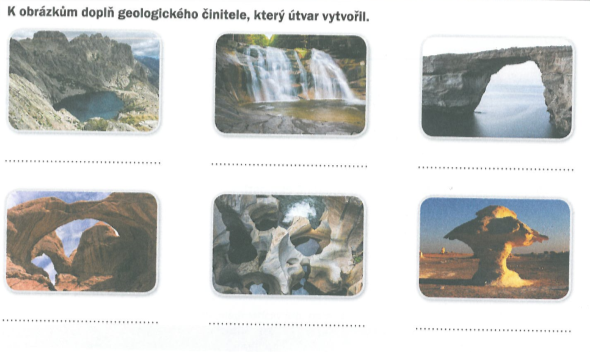 K obrázkům doplň geologického činitele, který útvar vytvořil.